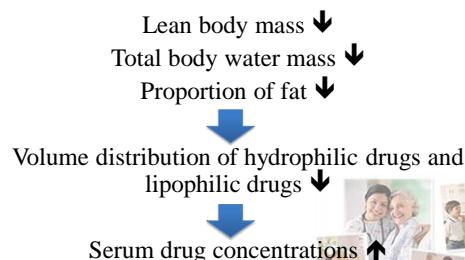 Lean body mass 🡻
Total body water mass 🡻
Proportion of fat 🡻
Volume distribution of hydrophilic drugs and
lipophilic drugs 🡻
Serum drug concentrations 🡹